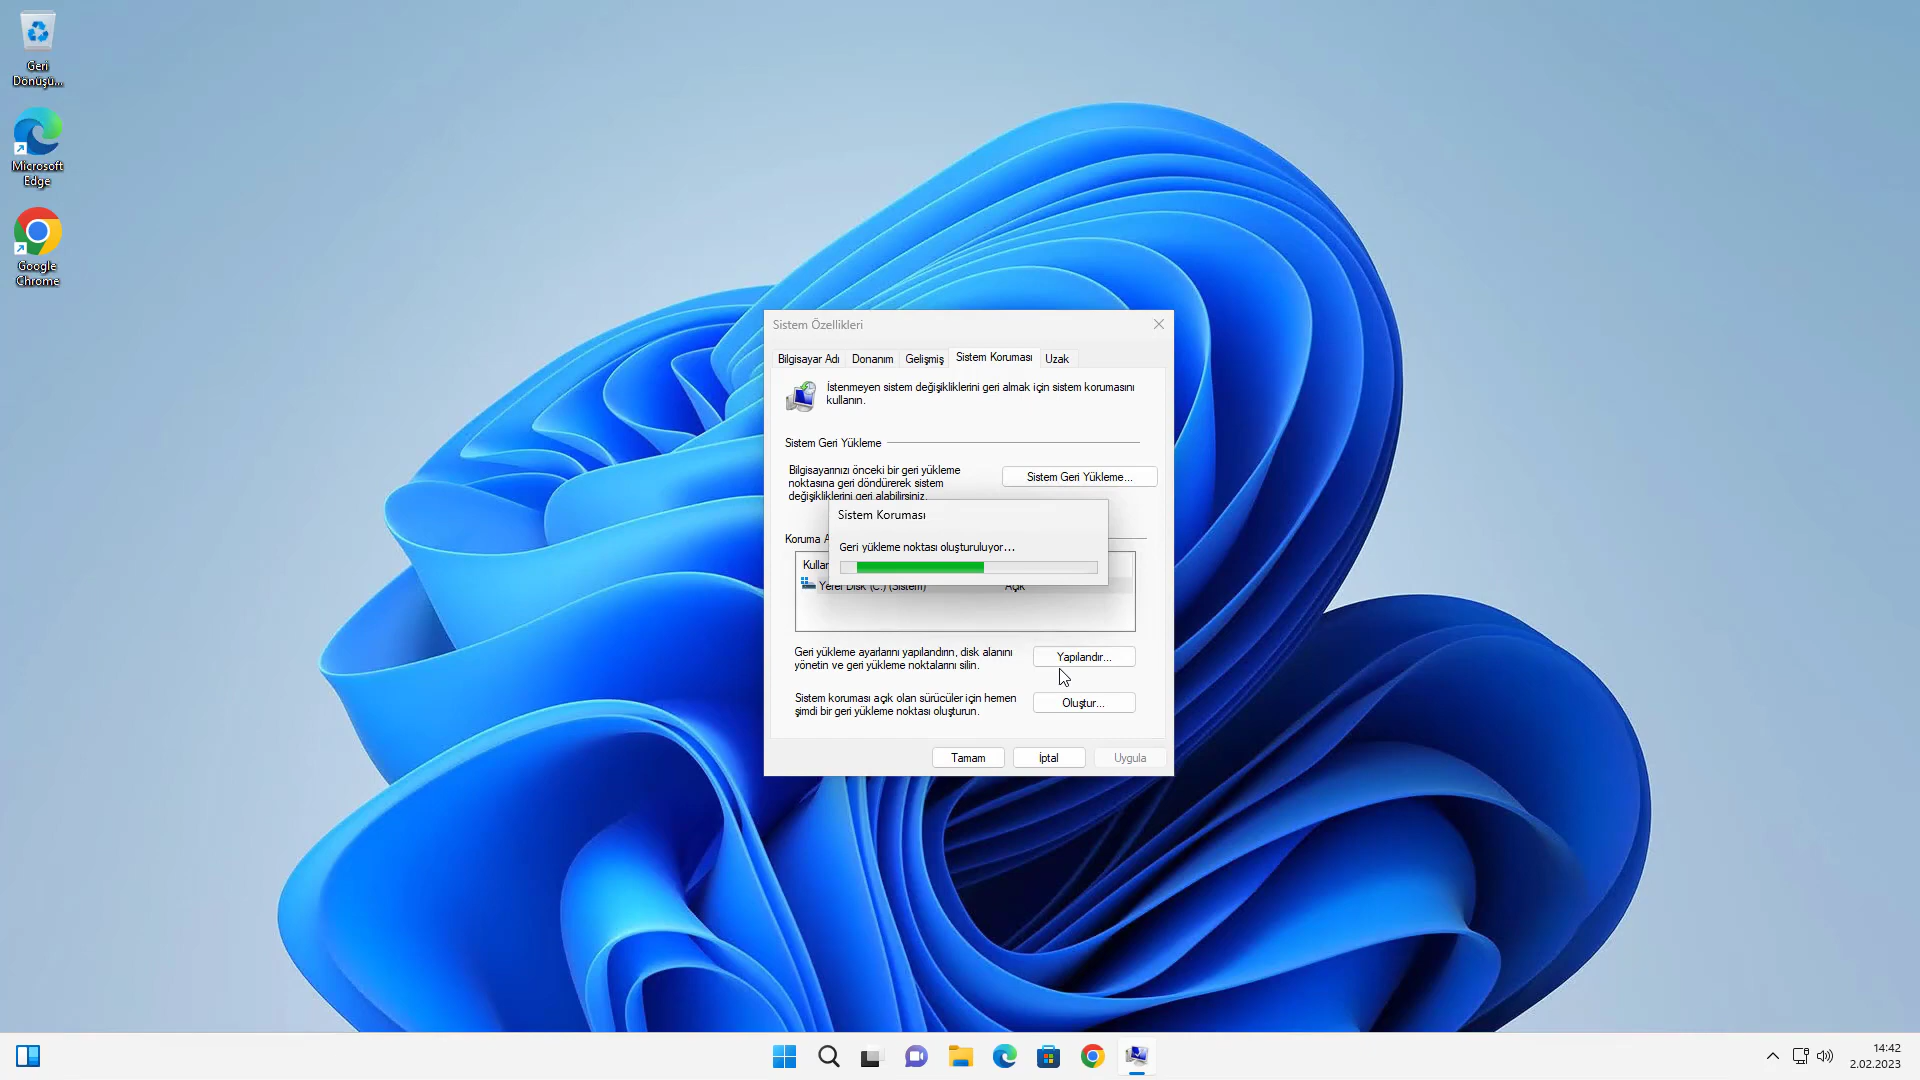 Geri
Dönüşü...
Microsoft
Edge
Google
Chrome
Sistem Özellikleri
Bilgisayar Adı Donanım Gelişmiş Sistem Koruması Uzak
İstenmeyen sistem değişikliklerini geri almak için sistem korumasını
kullanın.
Sistem Geri Yükleme
Bilgisayarınızı önceki bir geri yükleme
noktasına geri döndürerek sistem
değişikliklerini geri alabilirsiniz.
Sistem Geri Yükleme...
Sistem Koruması
Geri yükleme noktası oluşturuluyor...
Koruma A
Kullar
Yerel Disk (C:) (Sistem) Açık
Geri yükleme ayarlarını yapılandırın, disk alanını
yönetin ve geri yükleme noktalarını silin.
Yapılandır...
Sistem koruması açık olan sürücüler için hemen
şimdi bir geri yükleme noktası oluşturun.
Oluştur...
Tamam İptal Uygula
14:42
2.02.2023